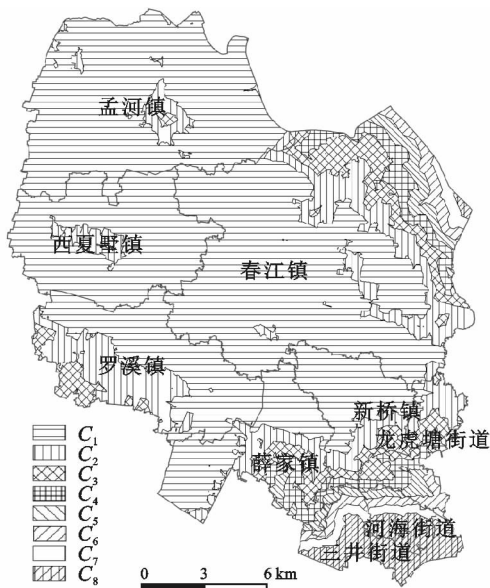 孟河镇
西夏墅镇
春江镇
罗溪镇
新桥镇
龙虎塘街道
薛家镇
河海街道
三井街道
C₁
C₂
C₃
C₄
C₅
C₆
C₇
C₈
0 3 6 km